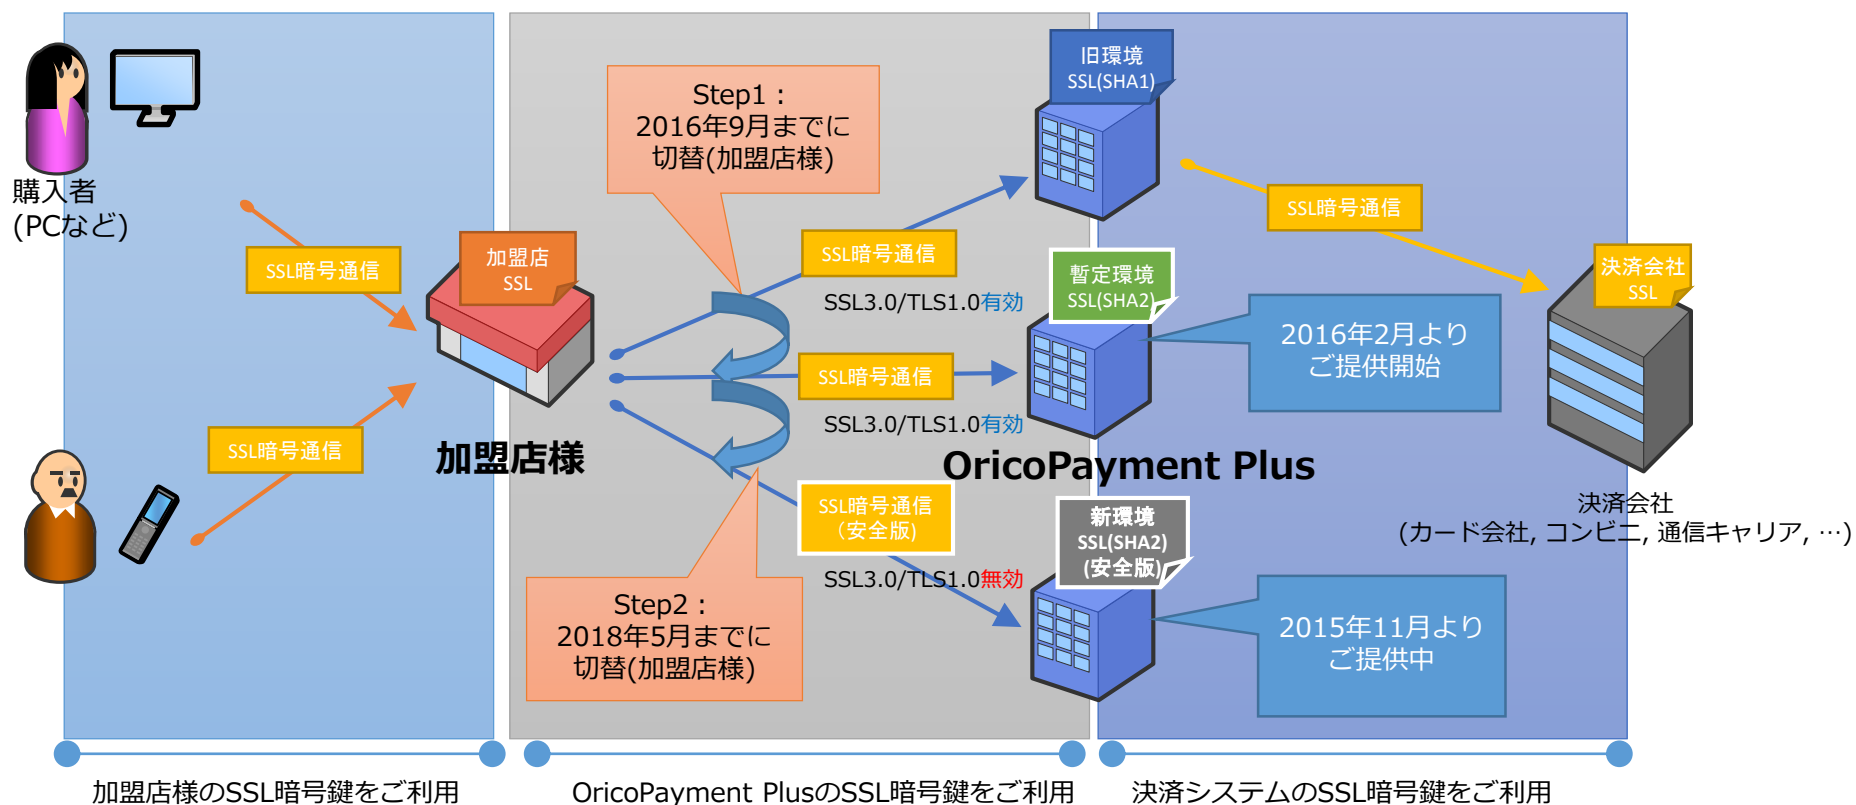 購入者
(PCなど)
SSL暗号通信
SSL暗号通信
加盟店
SSL
加盟店様
Step1：
2016年9月までに
切替(加盟店様)
SSL暗号通信
SSL3.0/TLS1.0有効
SSL暗号通信
SSL3.0/TLS1.0有効
SSL暗号通信
（安全版)
SSL3.0/TLS1.0無効
Step2：
2018年5月までに
切替(加盟店様)
旧環境
SSL(SHA1)
暫定環境
SSL(SHA2)
2016年2月より
ご提供開始
OricoPayment Plus
新環境
SSL(SHA2)
(安全版)
2015年11月より
ご提供中
SSL暗号通信
決済会社
SSL
決済会社
(カード会社, コンビニ, 通信キャリア, …)
加盟店様のSSL暗号鍵をご利用
OricoPayment PlusのSSL暗号鍵をご利用
決済システムのSSL暗号鍵をご利用